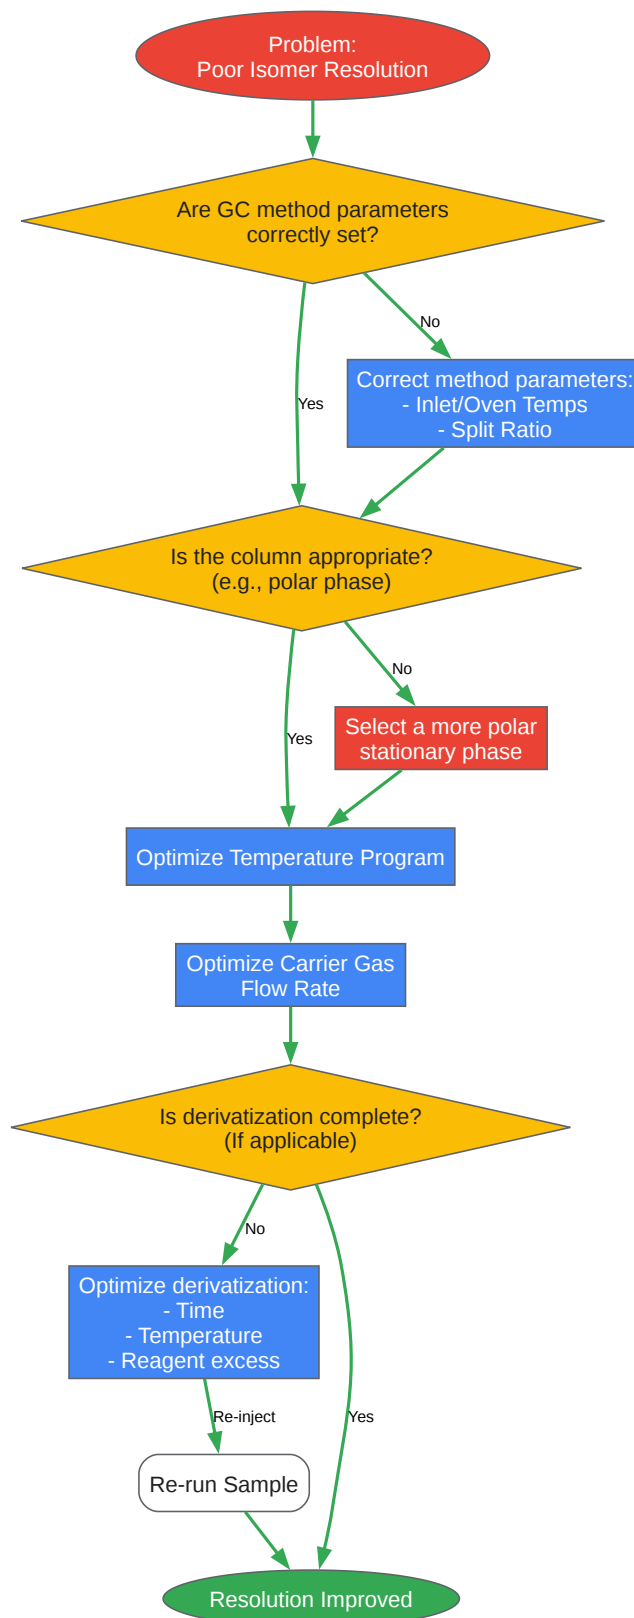 Problem:
Poor Isomer Resolution
Are GC method parameters
correctly set?
No
Correct method parameters:
- Inlet/Oven Temps
- Split Ratio
Yes
Is the column appropriate?
(e.g., polar phase)
No
Select a more polar
stationary phase
Yes
Optimize Temperature Program
Optimize Carrier Gas
Flow Rate
Is derivatization complete?
(If applicable)
No
Optimize derivatization:
- Time
- Temperature
- Reagent excess
Re-inject
Yes
Re-run Sample
Resolution Improved